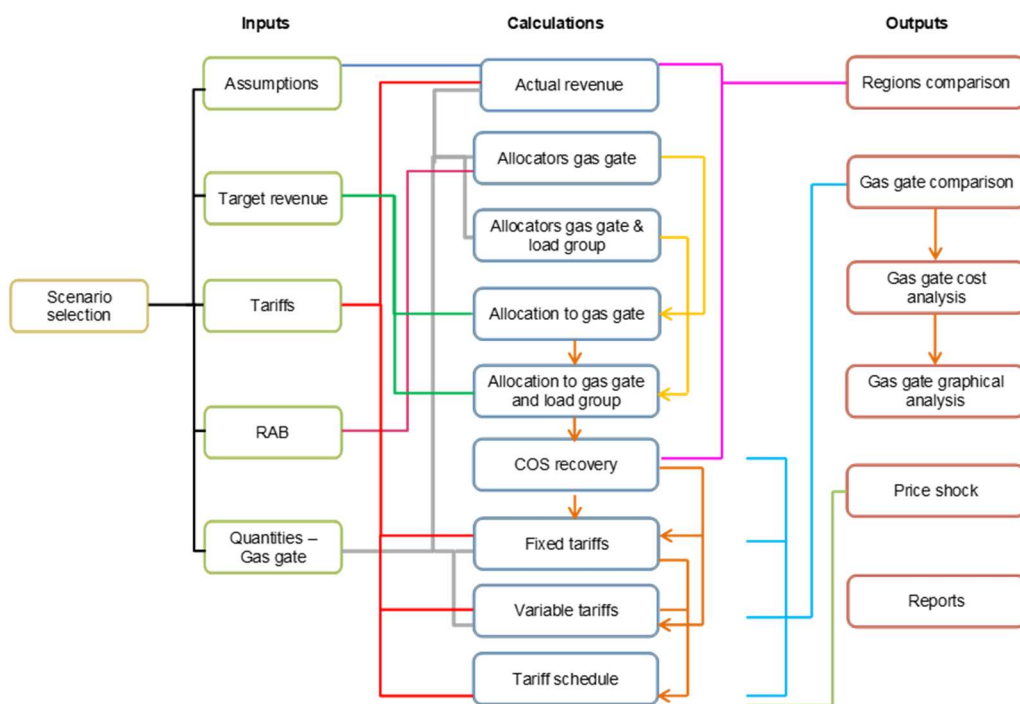 Inputs
Calculations
Outputs
Scenario
selection
Assumptions
Target revenue
Tariffs
RAB
Quantities –
Gas gate
Actual revenue
Allocators gas gate
Allocators gas gate &
load group
Allocation to gas gate
Allocation to gas gate
and load group
COS recovery
Fixed tariffs
Variable tariffs
Tariff schedule
Regions comparison
Gas gate comparison
Gas gate cost
analysis
Gas gate graphical
analysis
Price shock
Reports